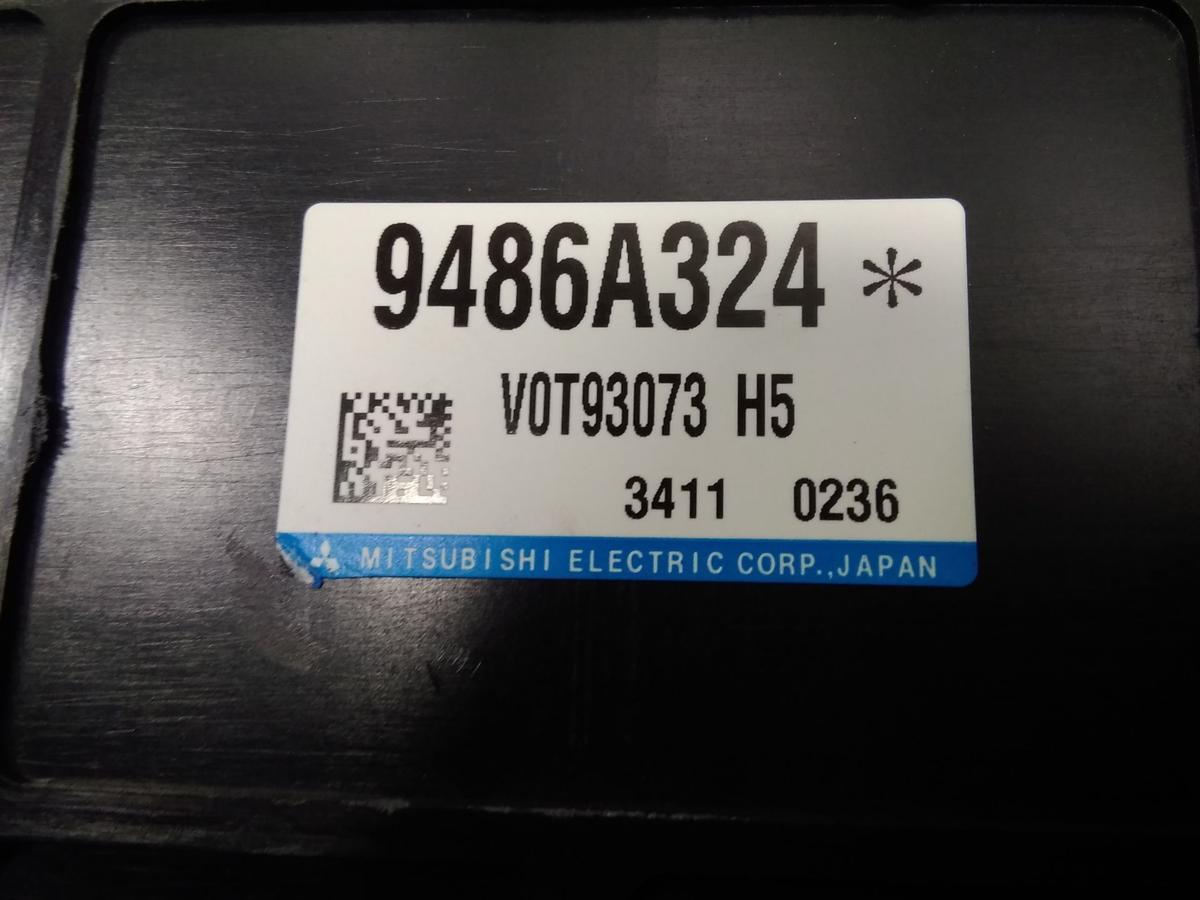 9486A324 *
V0T93073 H5
3411 0236
MITSUBISHI ELECTRIC CORP.,JAPAN